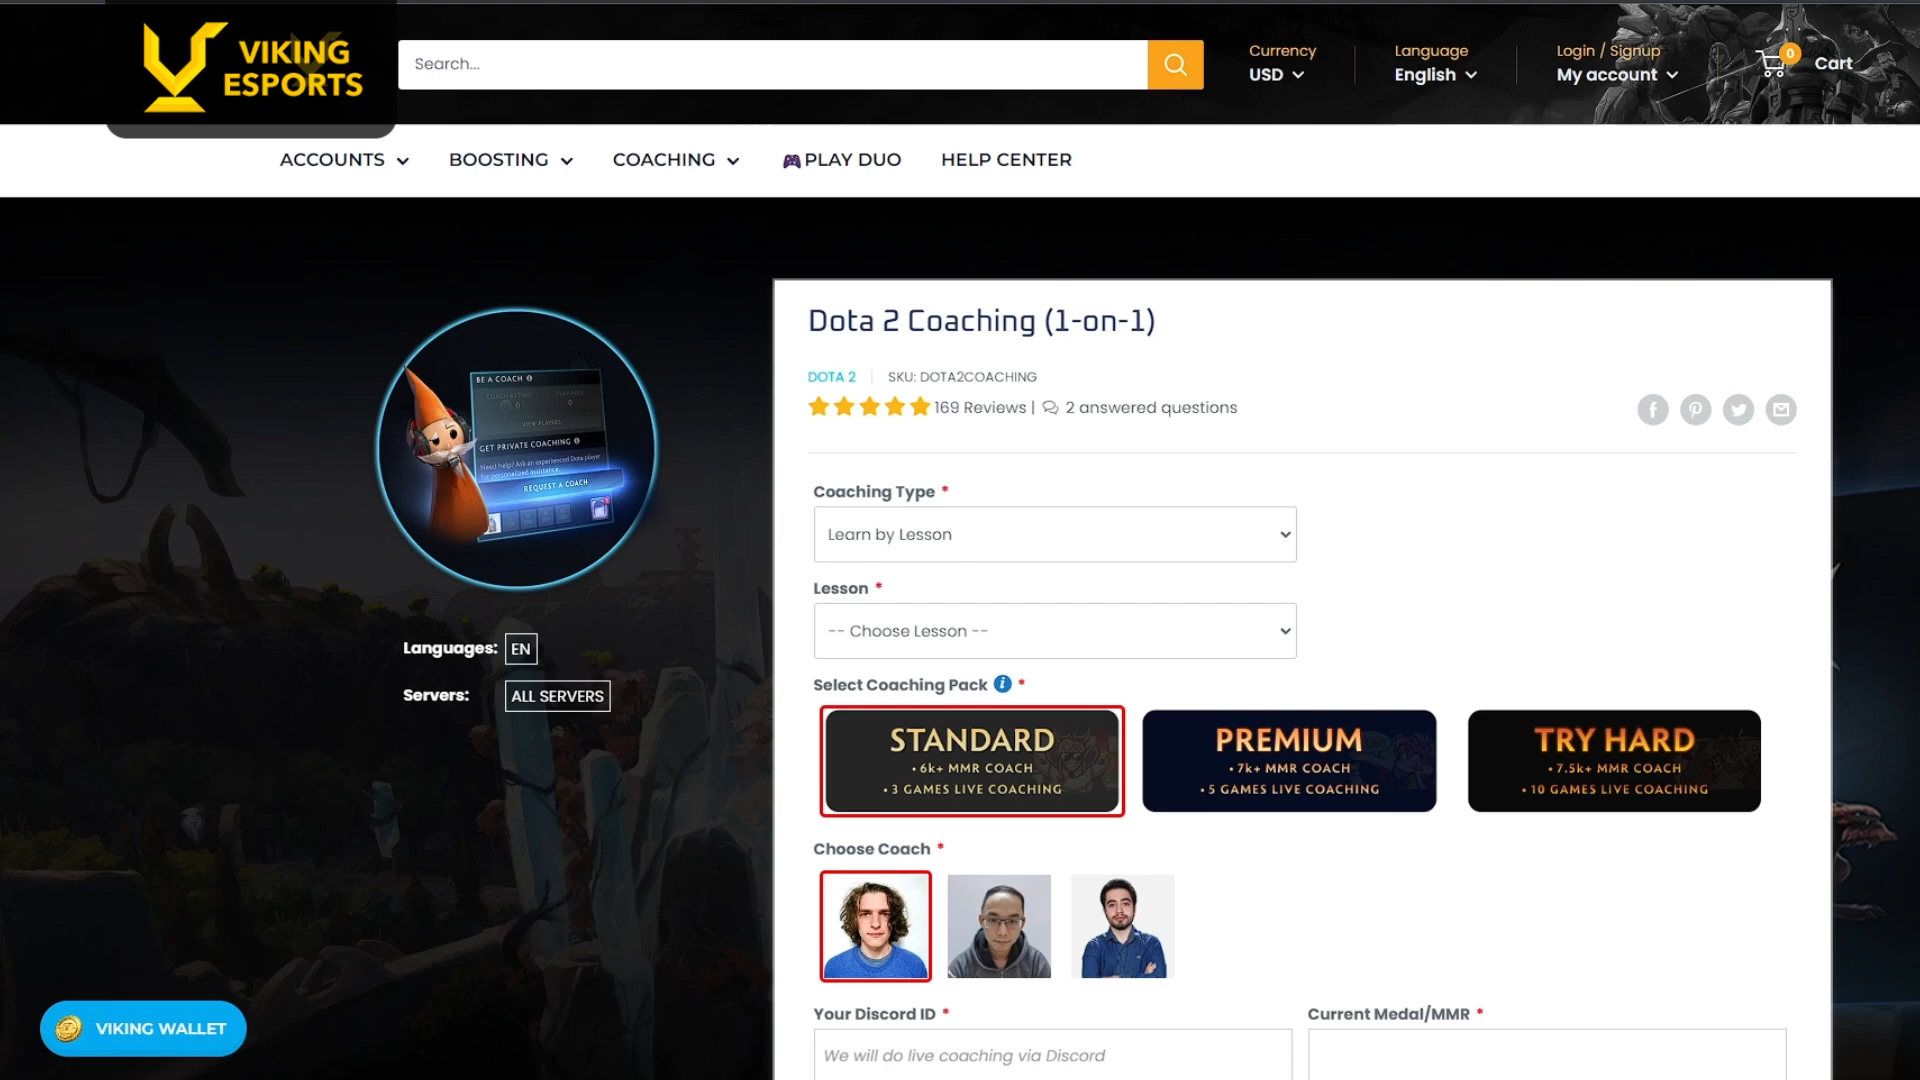 VIKING
ESPORTS
Search...
Currency
USD
Language
English
Login / Signup
My account
0
Cart
ACCOUNTS
BOOSTING
COACHING
PLAY DUO
HELP CENTER
BE A COACH
COACH RATING
0
0
VIEW PLAYERS
GET PRIVATE COACHING
Need help? Ask an experienced Dota player
for personalized assistance.
REQUEST A COACH
Languages: EN
Servers: ALL SERVERS
Dota 2 Coaching (1-on-1)
DOTA 2 | SKU: DOTA2COACHING
169 Reviews | 2 answered questions
Coaching Type *
Learn by Lesson
Lesson *
-- Choose Lesson --
Select Coaching Pack i *
STANDARD
• 6k+ MMR COACH
• 3 GAMES LIVE COACHING
PREMIUM
• 7k+ MMR COACH
• 5 GAMES LIVE COACHING
TRY HARD
• 7.5k+ MMR COACH
• 10 GAMES LIVE COACHING
Choose Coach *
Your Discord ID *
We will do live coaching via Discord
Current Medal/MMR *
VIKING WALLET